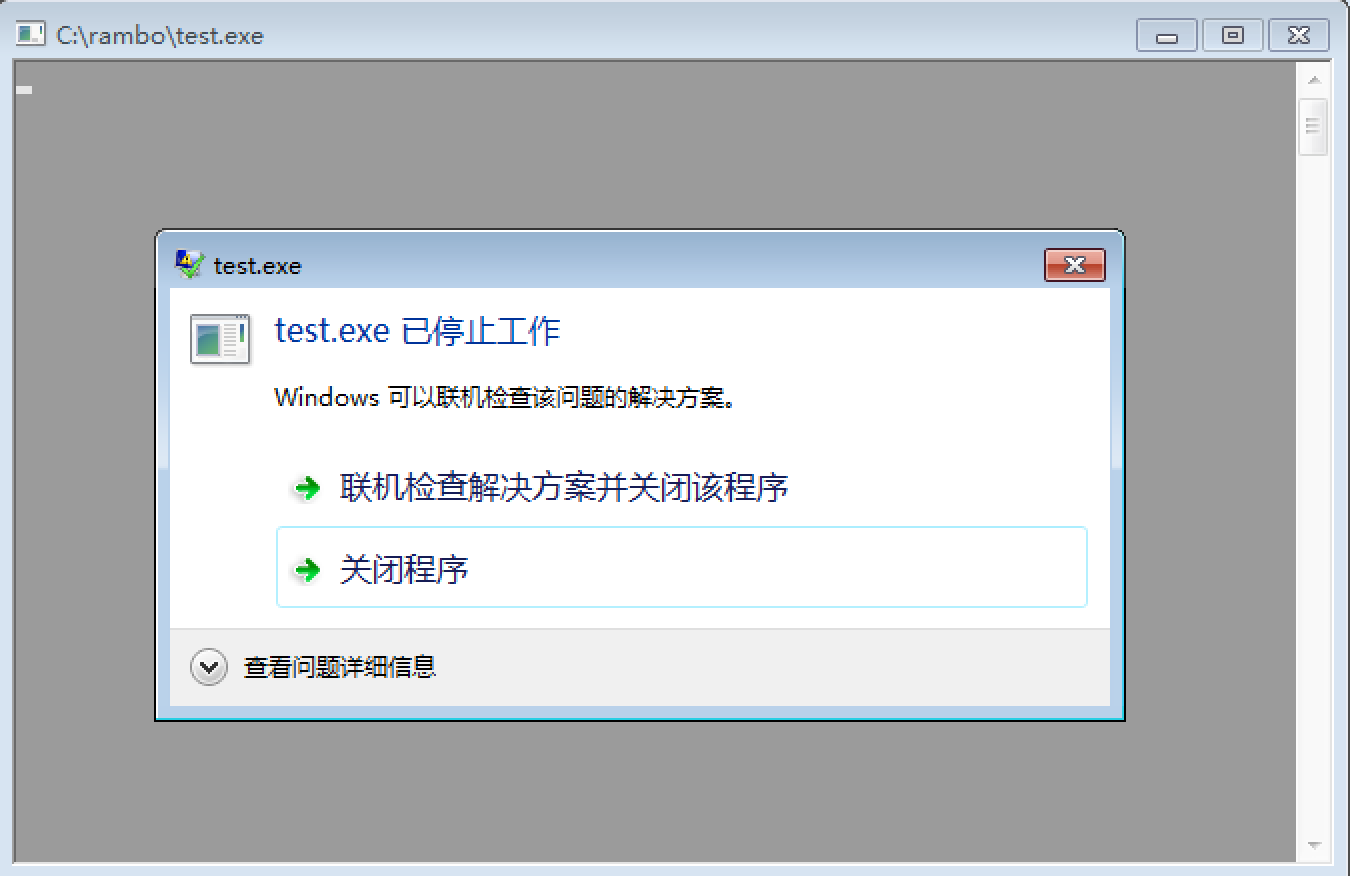 C:\rambo\test.exe
test.exe
test.exe 已停止工作
Windows 可以联机检查该问题的解决方案。
联机检查解决方案并关闭该程序
关闭程序
查看问题详细信息